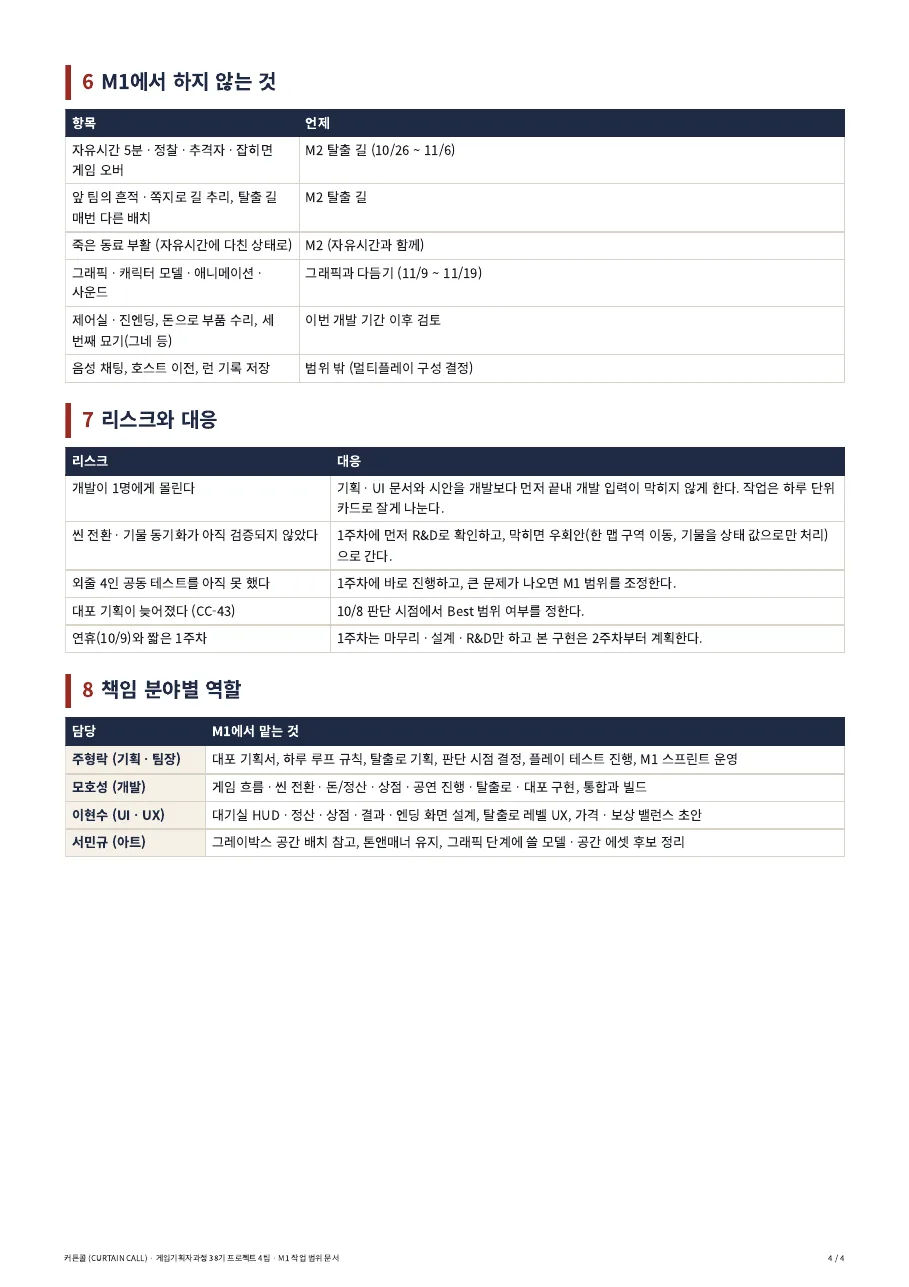 6 M1에서 하지 않는 것
항목 언제
자유시간 5분 · 정찰 · 추격자 · 잡히면 M2 탈출 길 (10/26 ~ 11/6)
게임 오버
앞 팀의 흔적 · 쪽지로 길 추리, 탈출 길 M2 탈출 길
매번 다른 배치
죽은 동료 부활 (자유시간에 다친 상태로) M2 (자유시간과 함께)
그래픽 · 캐릭터 모델 · 애니메이션 · 그래픽과 다듬기 (11/9 ~ 11/19)
사운드
제어실 · 진엔딩, 돈으로 부품 수리, 세 이번 개발 기간 이후 검토
번째 묘기(그네 등)
음성 채팅, 호스트 이전, 런 기록 저장 범위 밖 (멀티플레이 구성 결정)
7 리스크와 대응
리스크 대응
개발이 1명에게 몰린다 기획 · UI 문서와 시안을 개발보다 먼저 끝내 개발 입력이 막히지 않게 한다. 작업은 하루 단위
카드로 잘게 나눈다.
씬 전환 · 기물 동기화가 아직 검증되지 않았다 1주차에 먼저 R&D로 확인하고, 막히면 우회안(한 맵 구역 이동, 기물을 상태 값으로만 처리)
으로 간다.
외줄 4인 공동 테스트를 아직 못 했다 1주차에 바로 진행하고, 큰 문제가 나오면 M1 범위를 조정한다.
대포 기획이 늦어졌다 (CC-43) 10/8 판단 시점에서 Best 범위 여부를 정한다.
연휴(10/9)와 짧은 1주차 1주차는 마무리 · 설계 · R&D만 하고 본 구현은 2주차부터 계획한다.
8 책임 분야별 역할
담당 M1에서 맡는 것
주형락 (기획 · 팀장) 대포 기획서, 하루 루프 규칙, 탈출로 기획, 판단 시점 결정, 플레이 테스트 진행, M1 스프린트 운영
모호성 (개발) 게임 흐름 · 씬 전환 · 돈/정산 · 상점 · 공연 진행 · 탈출로 · 대포 구현, 통합과 빌드
이현수 (UI · UX) 대기실 HUD · 정산 · 상점 · 결과 · 엔딩 화면 설계, 탈출로 레벨 UX, 가격 · 보상 밸런스 초안
서민규 (아트) 그레이박스 공간 배치 참고, 톤앤매너 유지, 그래픽 단계에 쓸 모델 · 공간 에셋 후보 정리
커튼콜 (CURTAIN CALL) · 게임기획자과정 38기 프로젝트 4팀 · M1 작업 범위 문서 4 / 4